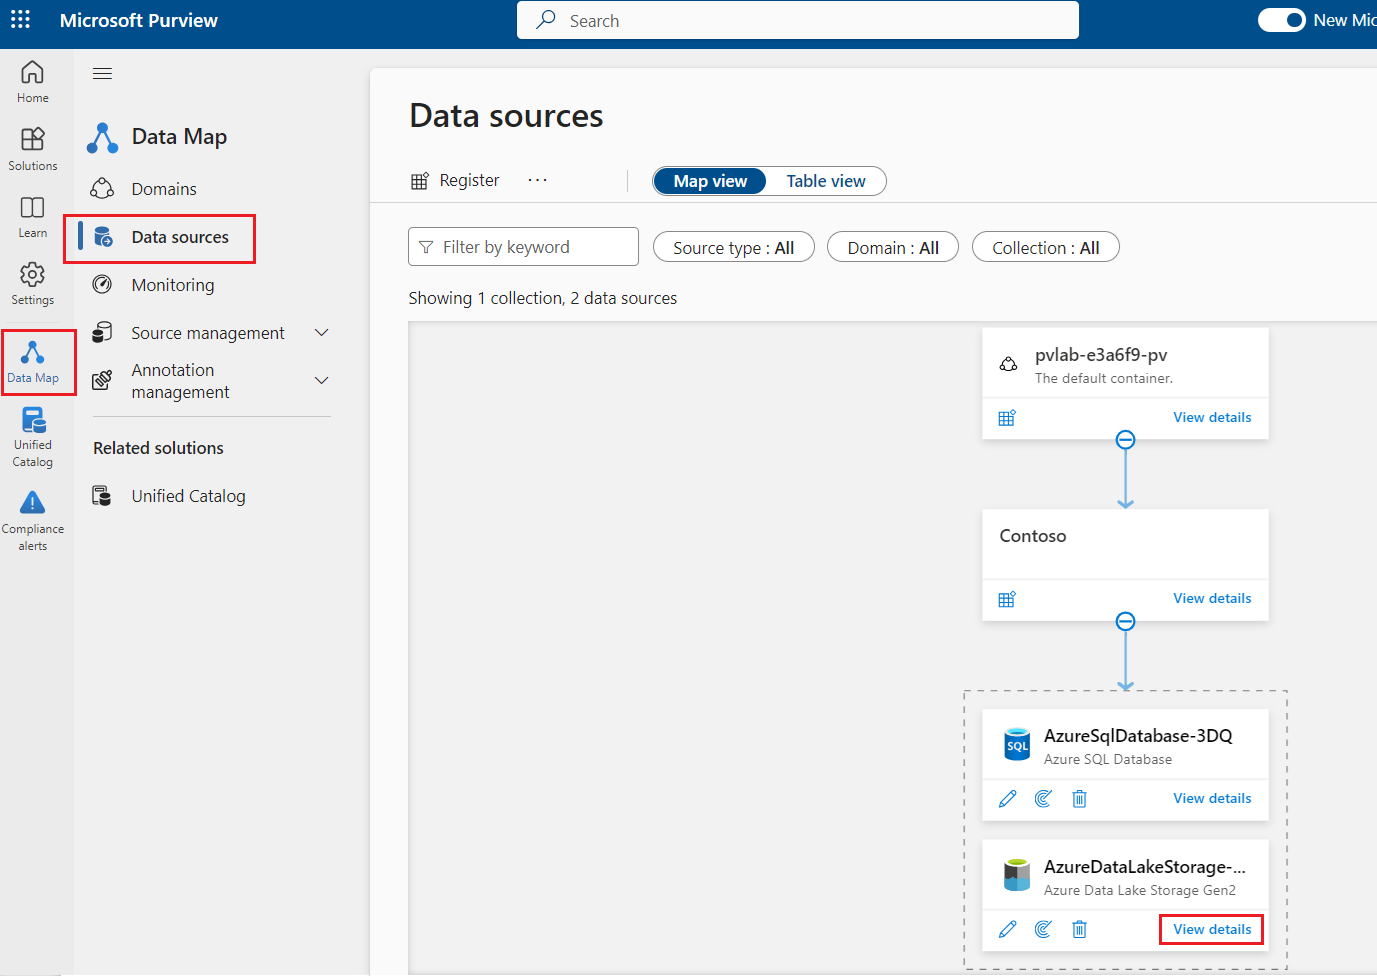 Microsoft Purview
Search
New Mic
Home
Solutions
Learn
Settings
Data Map
Unified
Catalog
Compliance
alerts
Data Map
Domains
Data sources
Monitoring
Source management
Annotation
management
Related solutions
Unified Catalog
Data sources
Register ...
Map view Table view
Filter by keyword
Source type : All
Domain : All
Collection : All
Showing 1 collection, 2 data sources
pvlab-e3a6f9-pv
The default container.
View details
Contoso
View details
SQL
AzureSqlDatabase-3DQ
Azure SQL Database
View details
AzureDataLakeStorage-...
Azure Data Lake Storage Gen2
View details